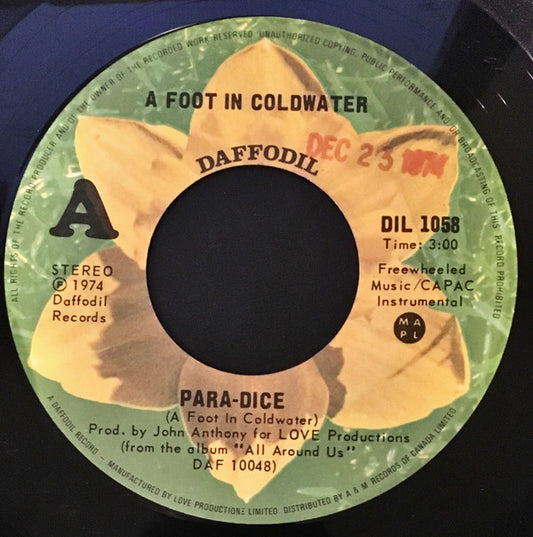 ALL RIGHTS OF THE RECORD PRODUCER AND OF THE OWNER OF THE RECORDED WORK RESERVED. UNAUTHORIZED COPYING, PUBLIC PERFORMANCE AND/OR BROADCASTING OF THIS RECORD PROHIBITED
A FOOT IN COLDWATER
DAFFODIL
DEC 23 1974
A
DIL 1058
Time: 3:00
STEREO
℗ 1974
Daffodil
Records
Freewheeled
Music/CAPAC
Instrumental
M A
P L
PARA-DICE
(A Foot In Coldwater)
Prod. by John Anthony for LOVE Productions
(from the album "All Around Us"
DAF 10048)
A DAFFODIL RECORD — MANUFACTURED BY LOVE PRODUCTIONS LIMITED. DISTRIBUTED BY A & M RECORDS OF CANADA LIMITED.